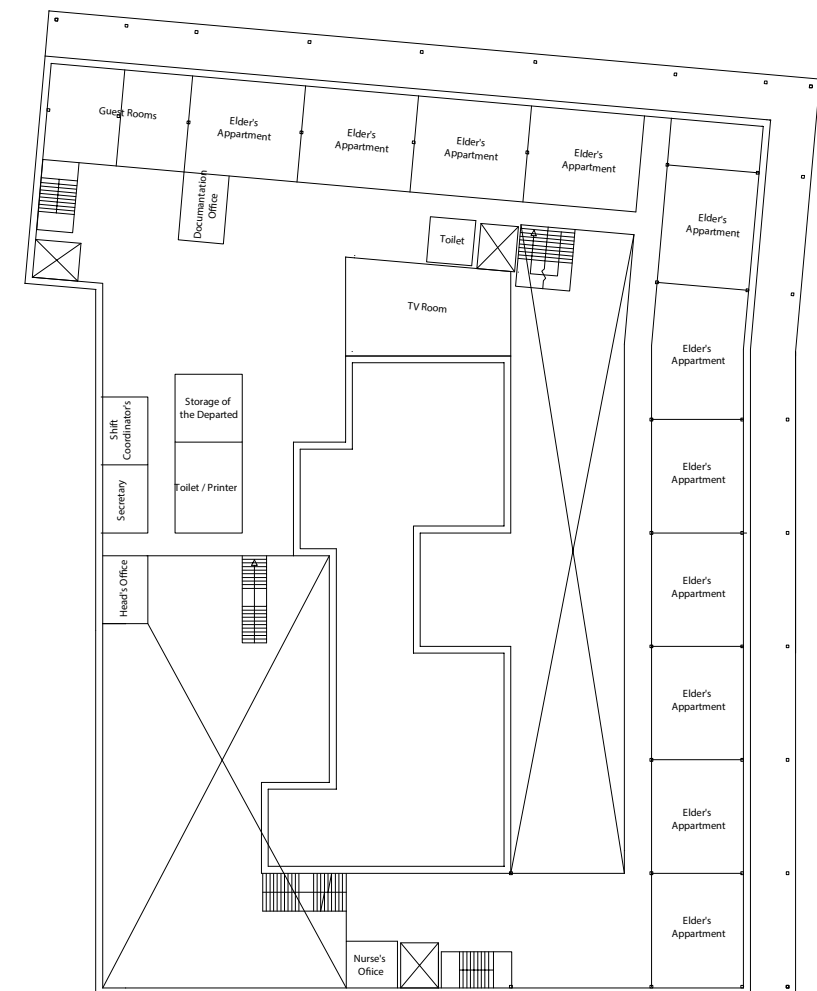 Guest Rooms
Elder's
Appartment
Elder's
Appartment
Elder's
Appartment
Elder's
Appartment
Documantation
Office
Elder's
Appartment
Toilet
TV Room
Elder's
Appartment
Storage of
the Departed
Shift
Coordinator's
Elder's
Appartment
Secretary
Toilet / Printer
Head's Office
Elder's
Appartment
Elder's
Appartment
Elder's
Appartment
Elder's
Appartment
Nurse's
Ofiice